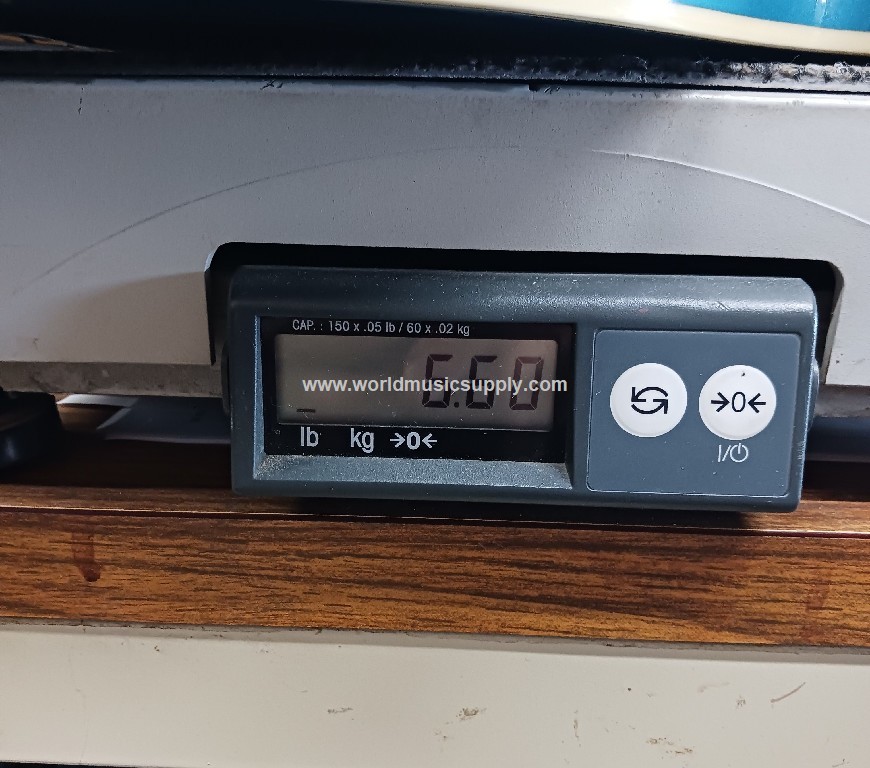 CAP. : 150 x .05 lb / 60 x .02 kg
6.60
www.worldmusicsupply.com
lb kg →0←
→0←
I/⏻